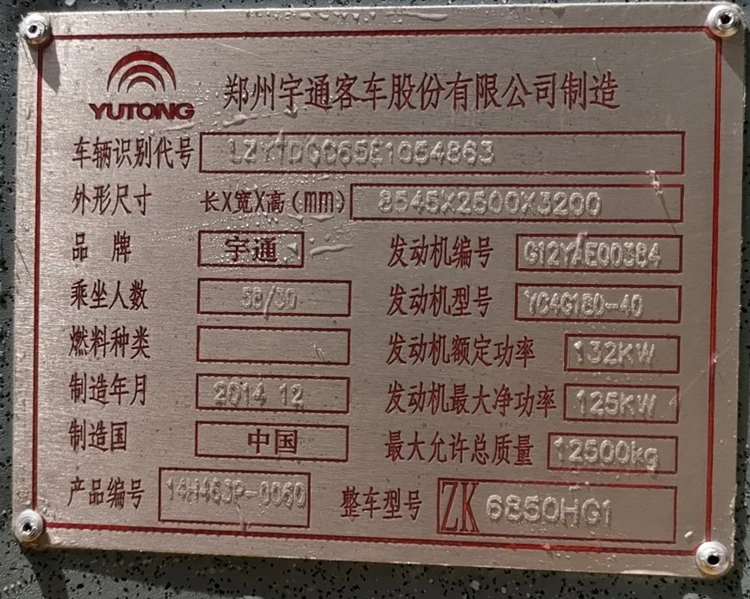 YUTONG 郑州宇通客车股份有限公司制造
车辆识别代号 LZYTDGD65E1054863
外形尺寸 长X宽X高(mm) 8545X2500X3200
品牌 宇通 发动机编号 G12YAE00384
乘坐人数 58/30 发动机型号 YC4G180-40
燃料种类 发动机额定功率 132KW
制造年月 2014 12 发动机最大净功率 125KW
制造国 中国 最大允许总质量 12500kg
产品编号 14H463P-0060 整车型号 ZK 6850HG1